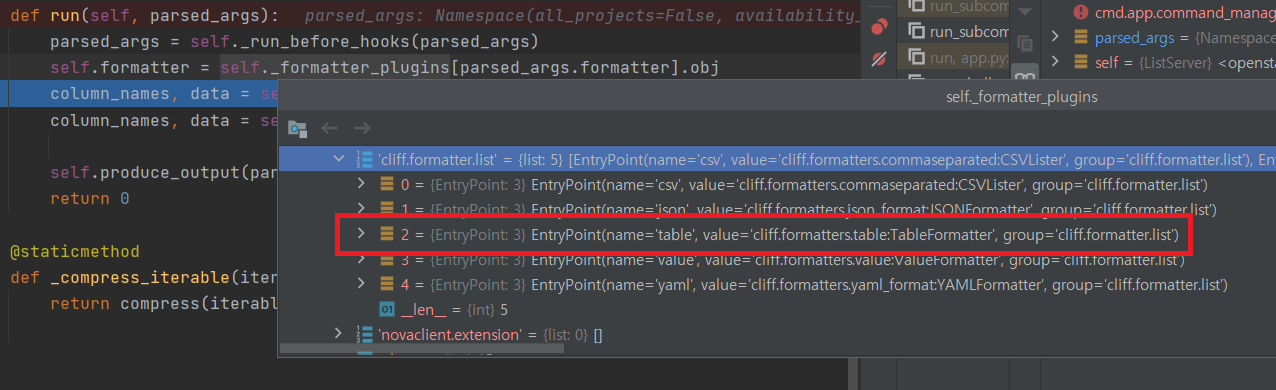 def run(self, parsed_args): parsed_args: Namespace(all_projects=False, availability_
parsed_args = self._run_before_hooks(parsed_args)
self.formatter = self._formatter_plugins[parsed_args.formatter].obj
column_names, data = se
column_names, data = se
self.produce_output(par
return 0
@staticmethod
def _compress_iterable(iter
return compress(iterabl
run_subcom
run_subcom
run, app.py:
cmd.app.command_manag
parsed_args = {Namespace
self = {ListServer} <opensta
self._formatter_plugins
'cliff.formatter.list' = {list: 5} [EntryPoint(name='csv', value='cliff.formatters.commaseparated:CSVLister', group='cliff.formatter.list'), En
0 = {EntryPoint: 3} EntryPoint(name='csv', value='cliff.formatters.commaseparated:CSVLister', group='cliff.formatter.list')
1 = {EntryPoint: 3} EntryPoint(name='json', value='cliff.formatters.json_format:JSONFormatter', group='cliff.formatter.list')
2 = {EntryPoint: 3} EntryPoint(name='table', value='cliff.formatters.table:TableFormatter', group='cliff.formatter.list')
3 = {EntryPoint: 3} EntryPoint(name='value', value='cliff.formatters.value:ValueFormatter', group='cliff.formatter.list')
4 = {EntryPoint: 3} EntryPoint(name='yaml', value='cliff.formatters.yaml_format:YAMLFormatter', group='cliff.formatter.list')
01 __len__ = {int} 5
'novaclient.extension' = {list: 0} []